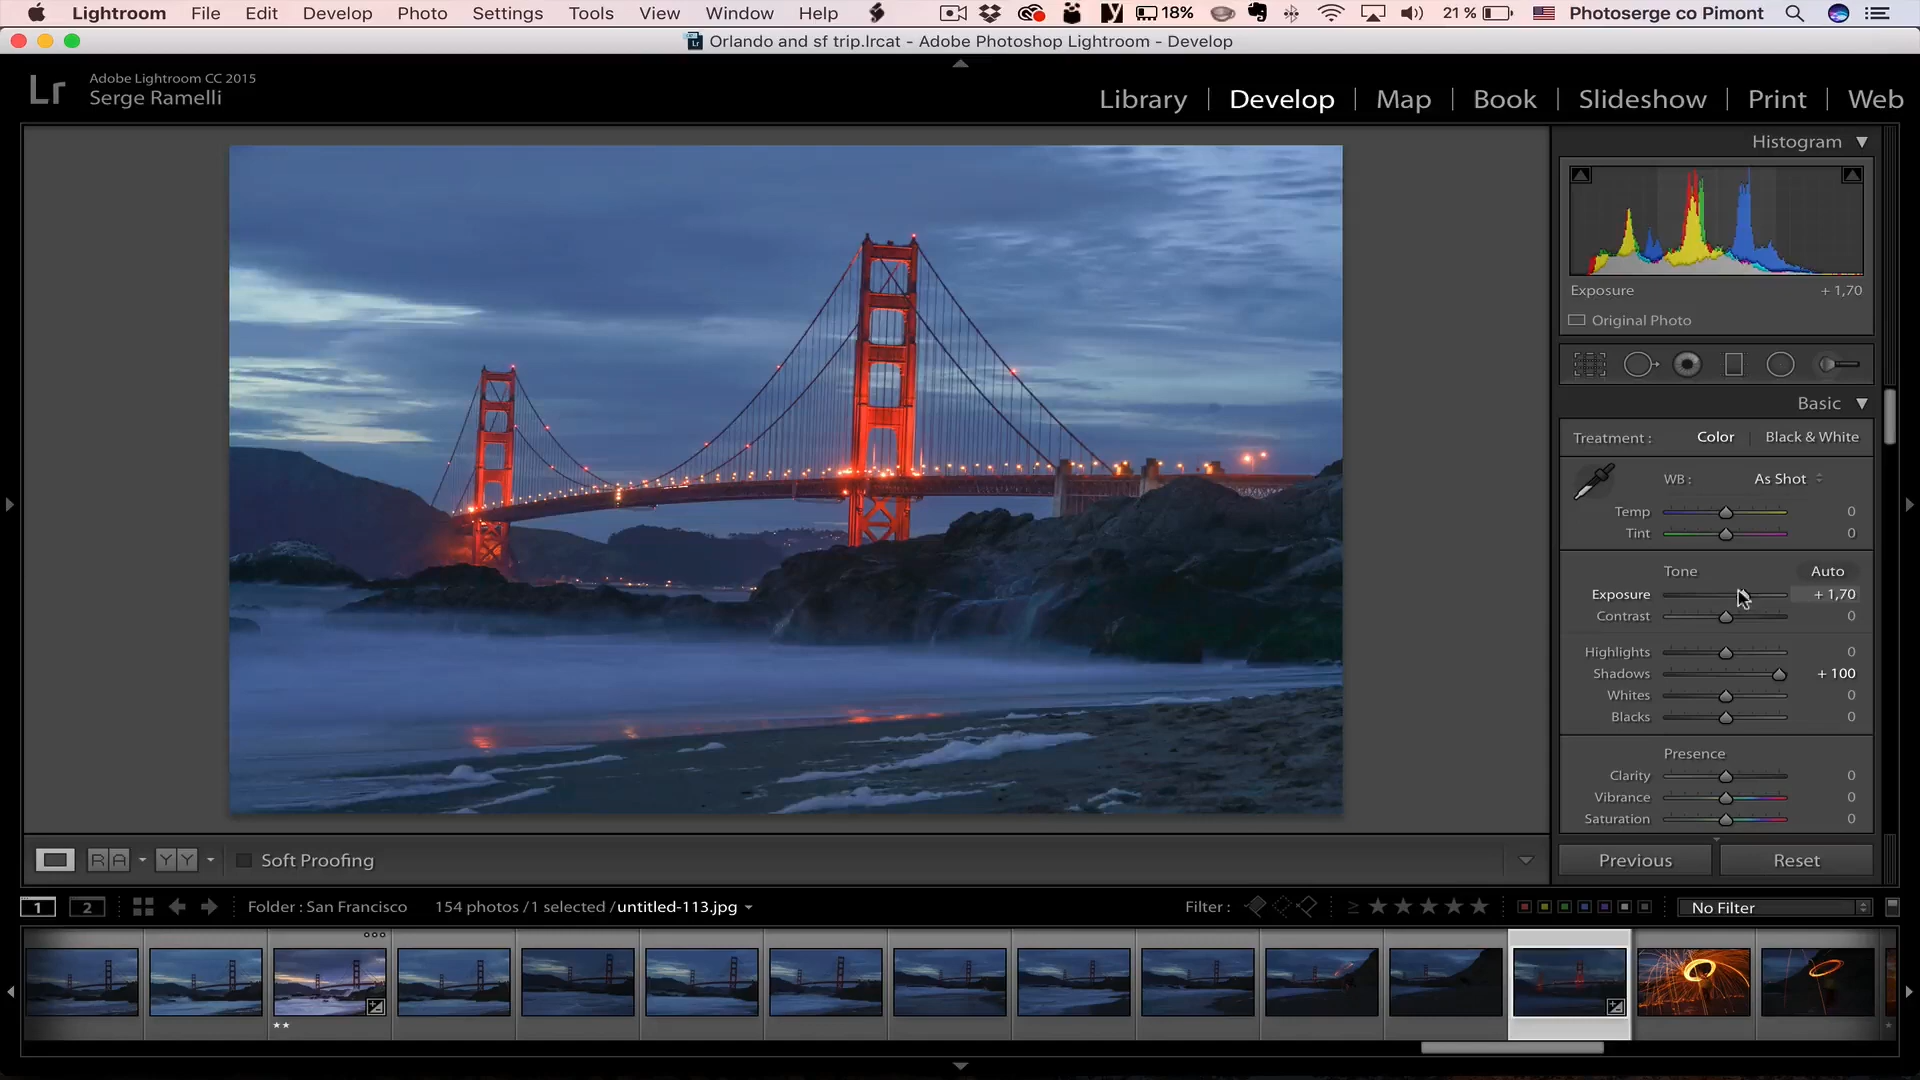 Lightroom File Edit Develop Photo Settings Tools View Window Help 18% 21 % Photoserge co Pimont
Orlando and sf trip.lrcat - Adobe Photoshop Lightroom - Develop
Lr
Adobe Lightroom CC 2015
Serge Ramelli
Library | Develop | Map | Book | Slideshow | Print | Web
Histogram
Exposure + 1,70
Original Photo
Basic
Treatment : Color Black & White
WB : As Shot
Temp 0
Tint 0
Tone Auto
Exposure + 1,70
Contrast 0
Highlights 0
Shadows + 100
Whites 0
Blacks 0
Presence
Clarity 0
Vibrance 0
Saturation 0
R A Y Y Soft Proofing
Previous Reset
1 2 Folder : San Francisco 154 photos / 1 selected / untitled-113.jpg Filter : ≥ ★ ★ ★ ★ ★ No Filter
★★